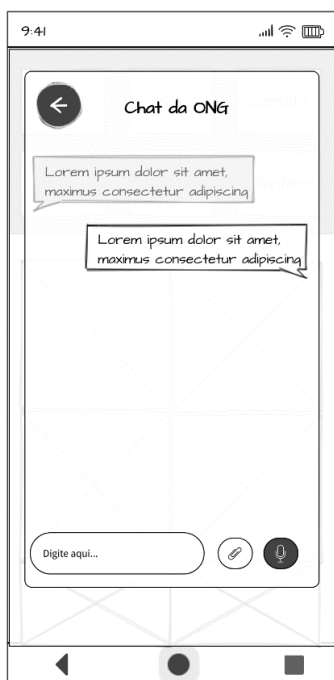 9:41
Chat da ONG
Lorem ipsum dolor sit amet,
maximus consectetur adipiscing
Lorem ipsum dolor sit amet,
maximus consectetur adipiscing
Digite aqui...